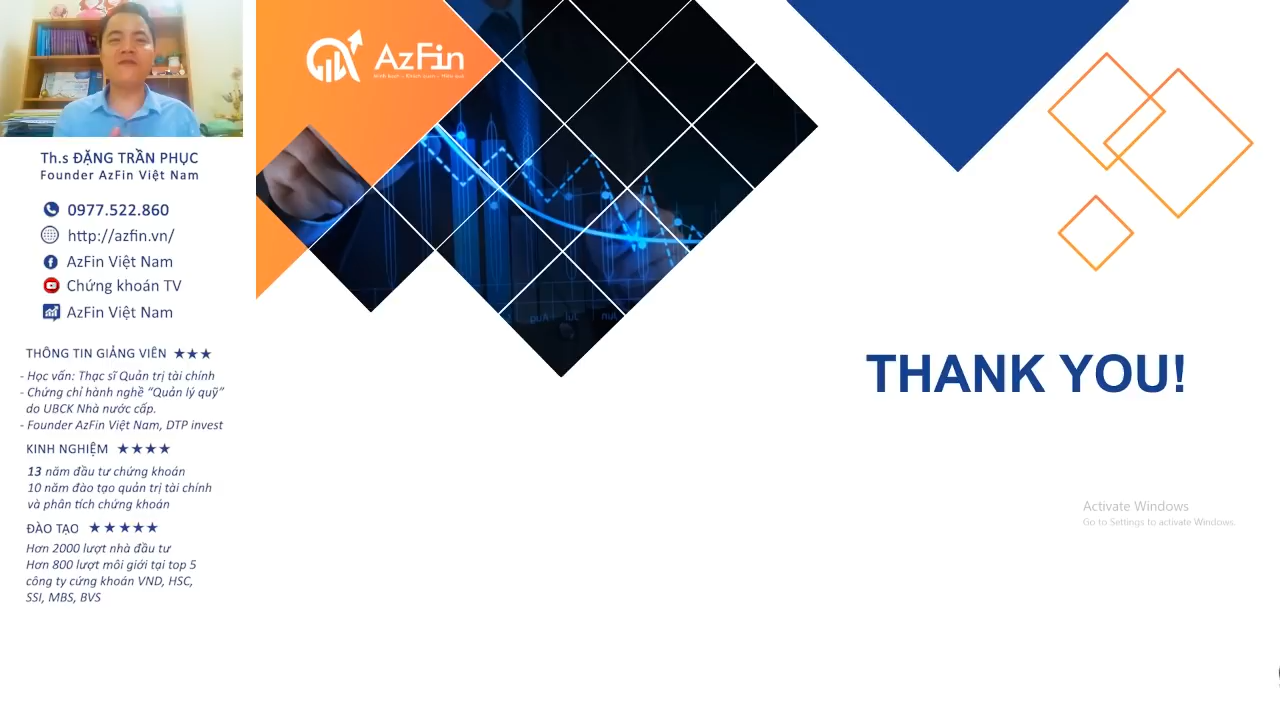 Th.s ĐẶNG TRẦN PHỤC
Founder AzFin Việt Nam
0977.522.860
http://azfin.vn/
AzFin Việt Nam
Chứng khoán TV
AzFin Việt Nam
THÔNG TIN GIẢNG VIÊN ★★★
- Học vấn: Thạc sĩ Quản trị tài chính
- Chứng chỉ hành nghề “Quản lý quỹ”
do UBCK Nhà nước cấp.
- Founder AzFin Việt Nam, DTP invest
KINH NGHIỆM ★★★★
13 năm đầu tư chứng khoán
10 năm đào tạo quản trị tài chính
và phân tích chứng khoán
ĐÀO TẠO ★★★★★
Hơn 2000 lượt nhà đầu tư
Hơn 800 lượt môi giới tại top 5
công ty cứng khoán VND, HSC,
SSI, MBS, BVS
AzFin
THANK YOU!
Activate Windows
Go to Settings to activate Windows.